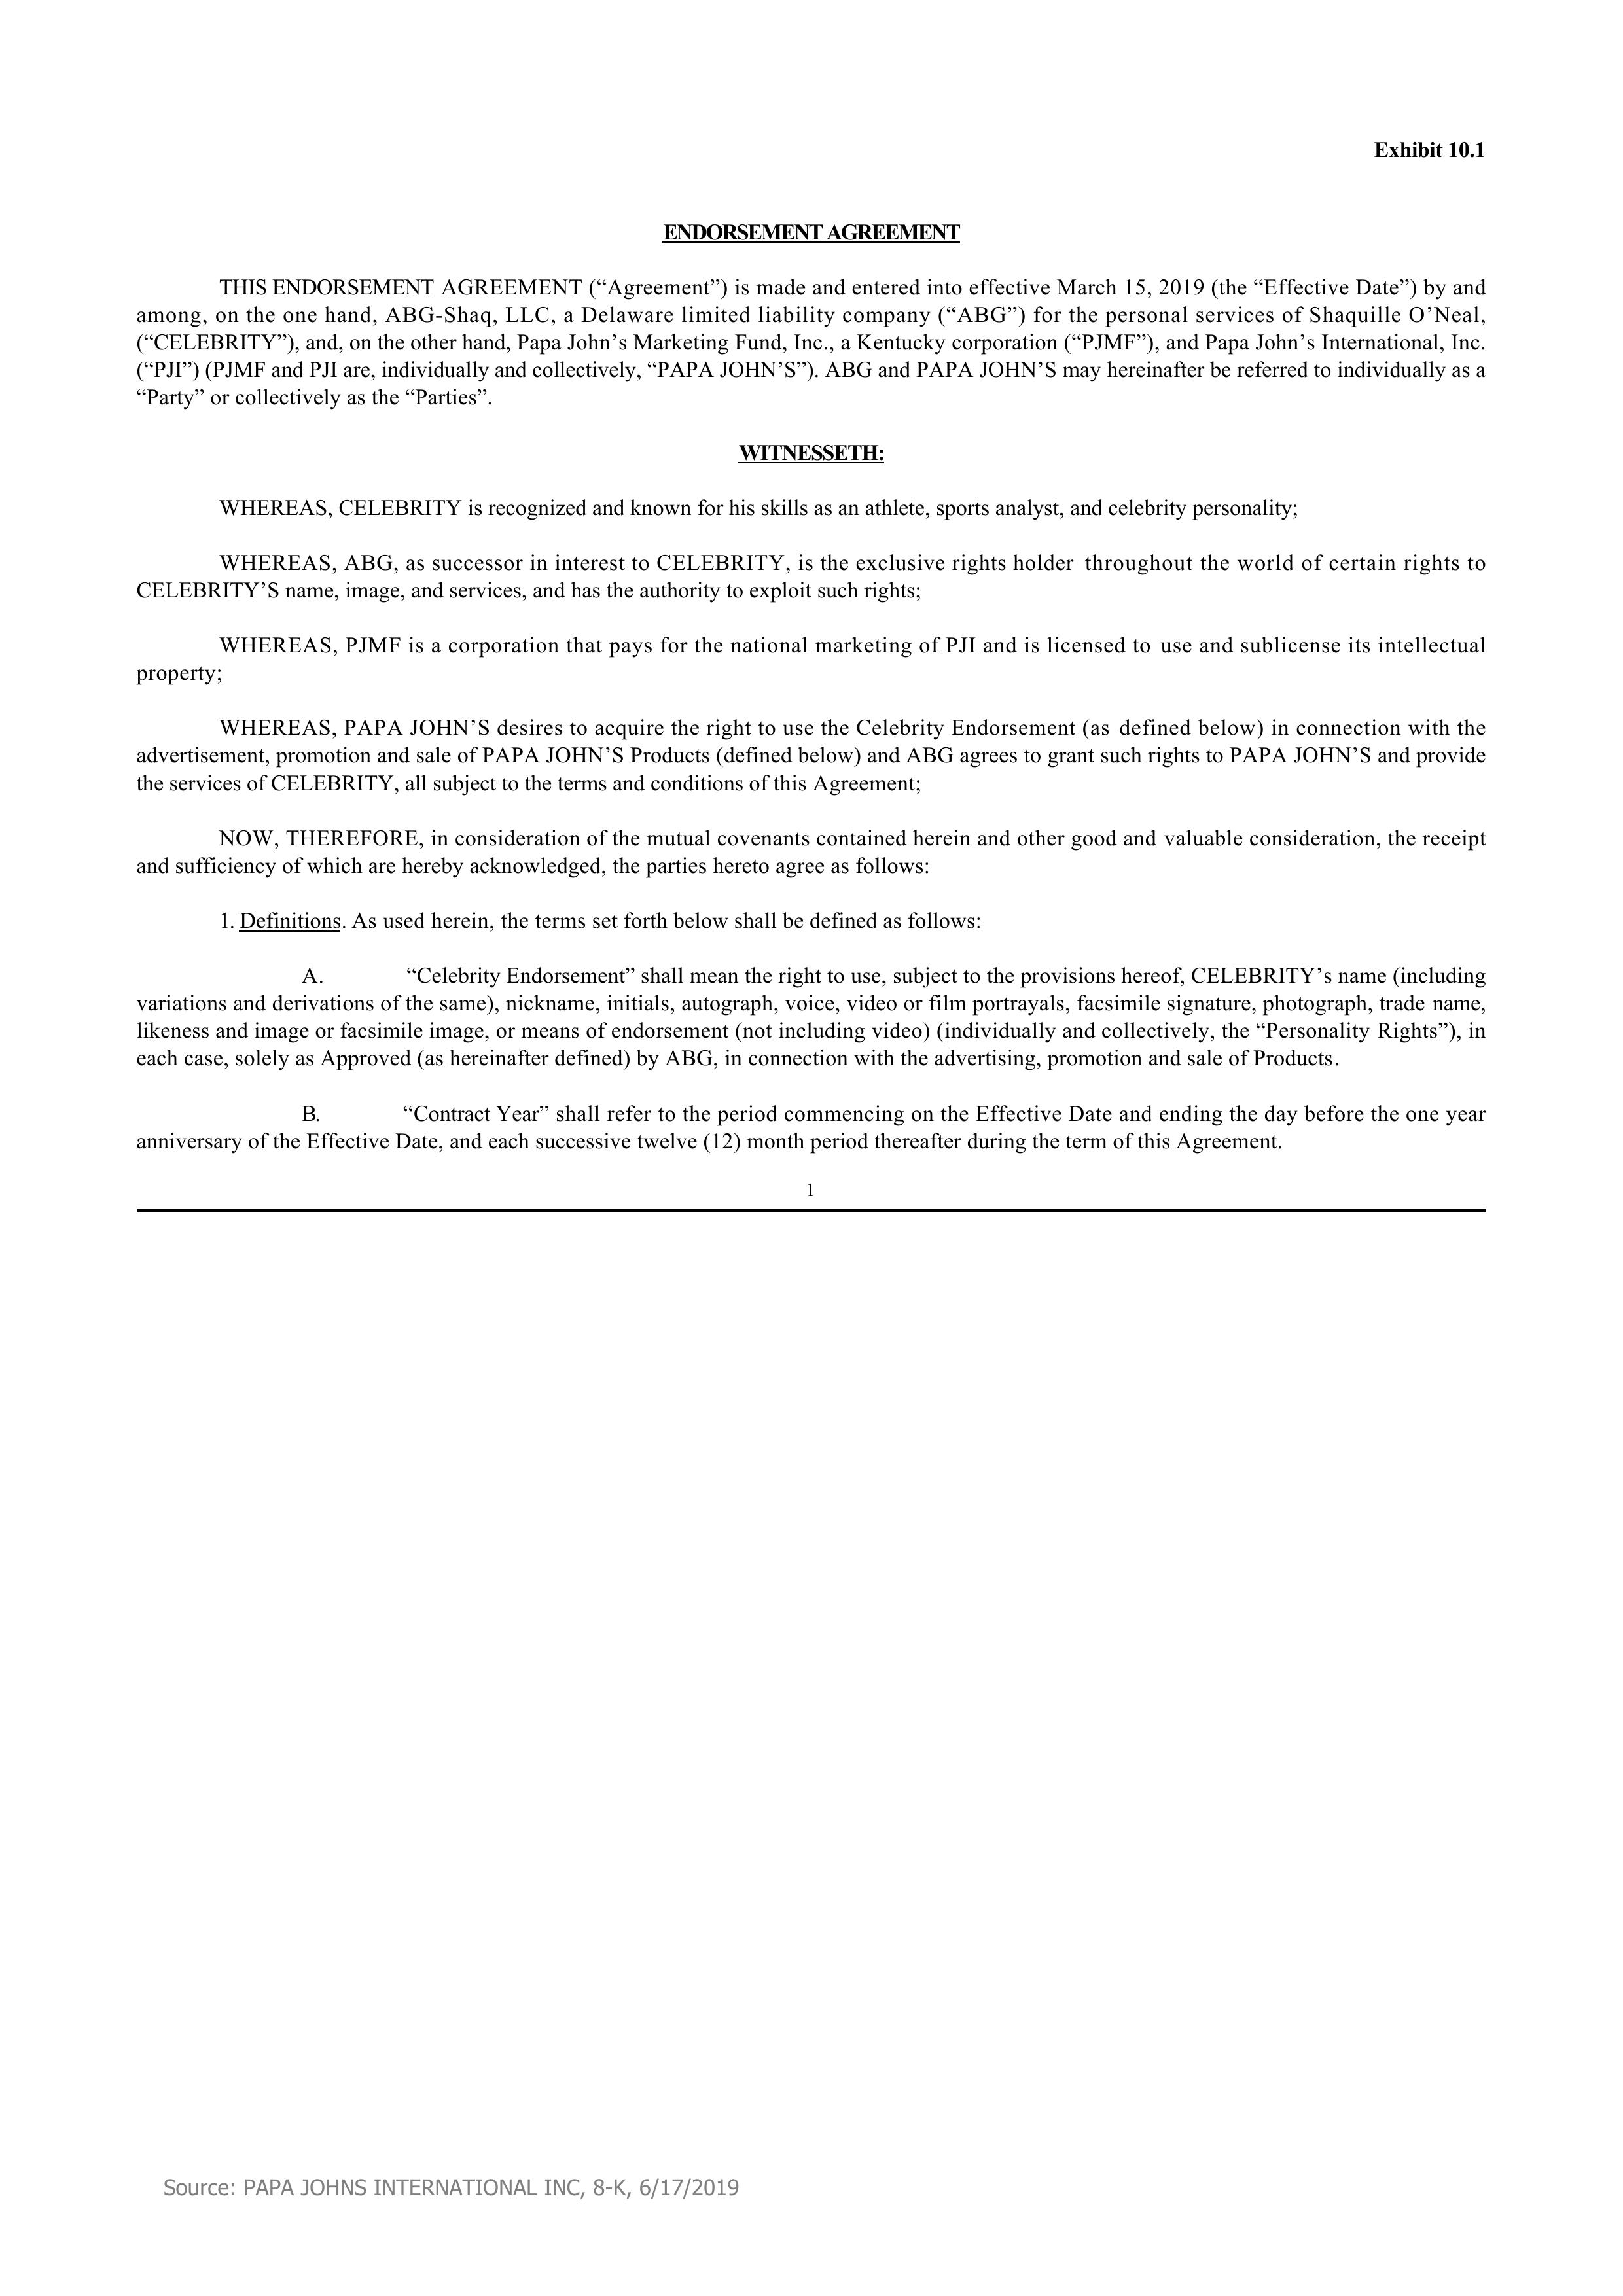 Exhibit 10.1
ENDORSEMENT AGREEMENT
THIS ENDORSEMENT AGREEMENT (“Agreement”) is made and entered into effective March 15, 2019 (the “Effective Date”) by and
among, on the one hand, ABG-Shaq, LLC, a Delaware limited liability company (“ABG”) for the personal services of Shaquille O’Neal,
(“CELEBRITY”), and, on the other hand, Papa John’s Marketing Fund, Inc., a Kentucky corporation (“PJMF”), and Papa John’s International, Inc.
(“PJI”) (PJMF and PJI are, individually and collectively, “PAPA JOHN’S”). ABG and PAPA JOHN’S may hereinafter be referred to individually as a
“Party” or collectively as the “Parties”.
WITNESSETH:
WHEREAS, CELEBRITY is recognized and known for his skills as an athlete, sports analyst, and celebrity personality;
WHEREAS, ABG, as successor in interest to CELEBRITY, is the exclusive rights holder throughout the world of certain rights to
CELEBRITY’S name, image, and services, and has the authority to exploit such rights;
WHEREAS, PJMF is a corporation that pays for the national marketing of PJI and is licensed to use and sublicense its intellectual
property;
WHEREAS, PAPA JOHN’S desires to acquire the right to use the Celebrity Endorsement (as defined below) in connection with the
advertisement, promotion and sale of PAPA JOHN’S Products (defined below) and ABG agrees to grant such rights to PAPA JOHN’S and provide
the services of CELEBRITY, all subject to the terms and conditions of this Agreement;
NOW, THEREFORE, in consideration of the mutual covenants contained herein and other good and valuable consideration, the receipt
and sufficiency of which are hereby acknowledged, the parties hereto agree as follows:
1. Definitions. As used herein, the terms set forth below shall be defined as follows:
A. “Celebrity Endorsement” shall mean the right to use, subject to the provisions hereof, CELEBRITY’s name (including
variations and derivations of the same), nickname, initials, autograph, voice, video or film portrayals, facsimile signature, photograph, trade name,
likeness and image or facsimile image, or means of endorsement (not including video) (individually and collectively, the “Personality Rights”), in
each case, solely as Approved (as hereinafter defined) by ABG, in connection with the advertising, promotion and sale of Products.
B. “Contract Year” shall refer to the period commencing on the Effective Date and ending the day before the one year
anniversary of the Effective Date, and each successive twelve (12) month period thereafter during the term of this Agreement.
1
Source: PAPA JOHNS INTERNATIONAL INC, 8-K, 6/17/2019